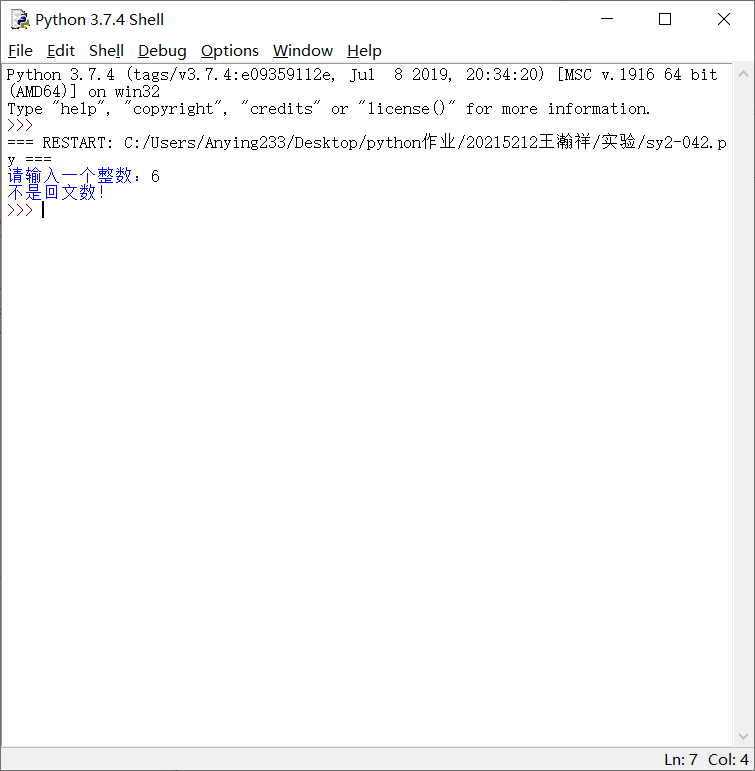 Python 3.7.4 Shell
File Edit Shell Debug Options Window Help
Python 3.7.4 (tags/v3.7.4:e09359112e, Jul  8 2019, 20:34:20) [MSC v.1916 64 bit
(AMD64)] on win32
Type "help", "copyright", "credits" or "license()" for more information.
>>>
=== RESTART: C:/Users/Anying233/Desktop/python作业/20215212王瀚祥/实验/sy2-042.p
y ===
请输入一个整数：6
不是回文数！
>>>
Ln: 7 Col: 4